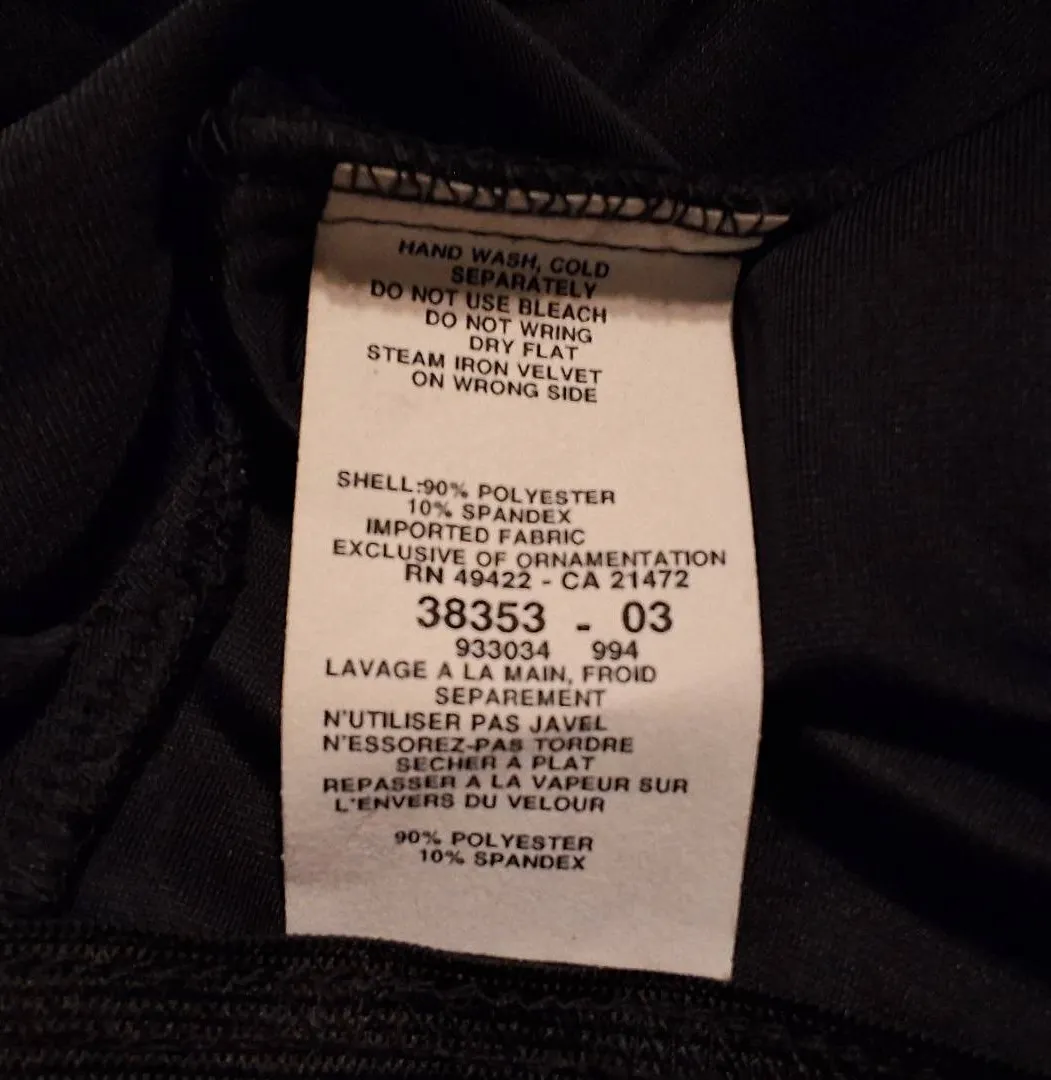 HAND WASH, COLD
SEPARATELY
DO NOT USE BLEACH
DO NOT WRING
DRY FLAT
STEAM IRON VELVET
ON WRONG SIDE
SHELL:90% POLYESTER
10% SPANDEX
IMPORTED FABRIC
EXCLUSIVE OF ORNAMENTATION
RN 49422 - CA 21472
38353 - 03
933034 994
LAVAGE A LA MAIN, FROID
SEPAREMENT
N'UTILISER PAS JAVEL
N'ESSOREZ-PAS TORDRE
SECHER A PLAT
REPASSER A LA VAPEUR SUR
L'ENVERS DU VELOUR
90% POLYESTER
10% SPANDEX